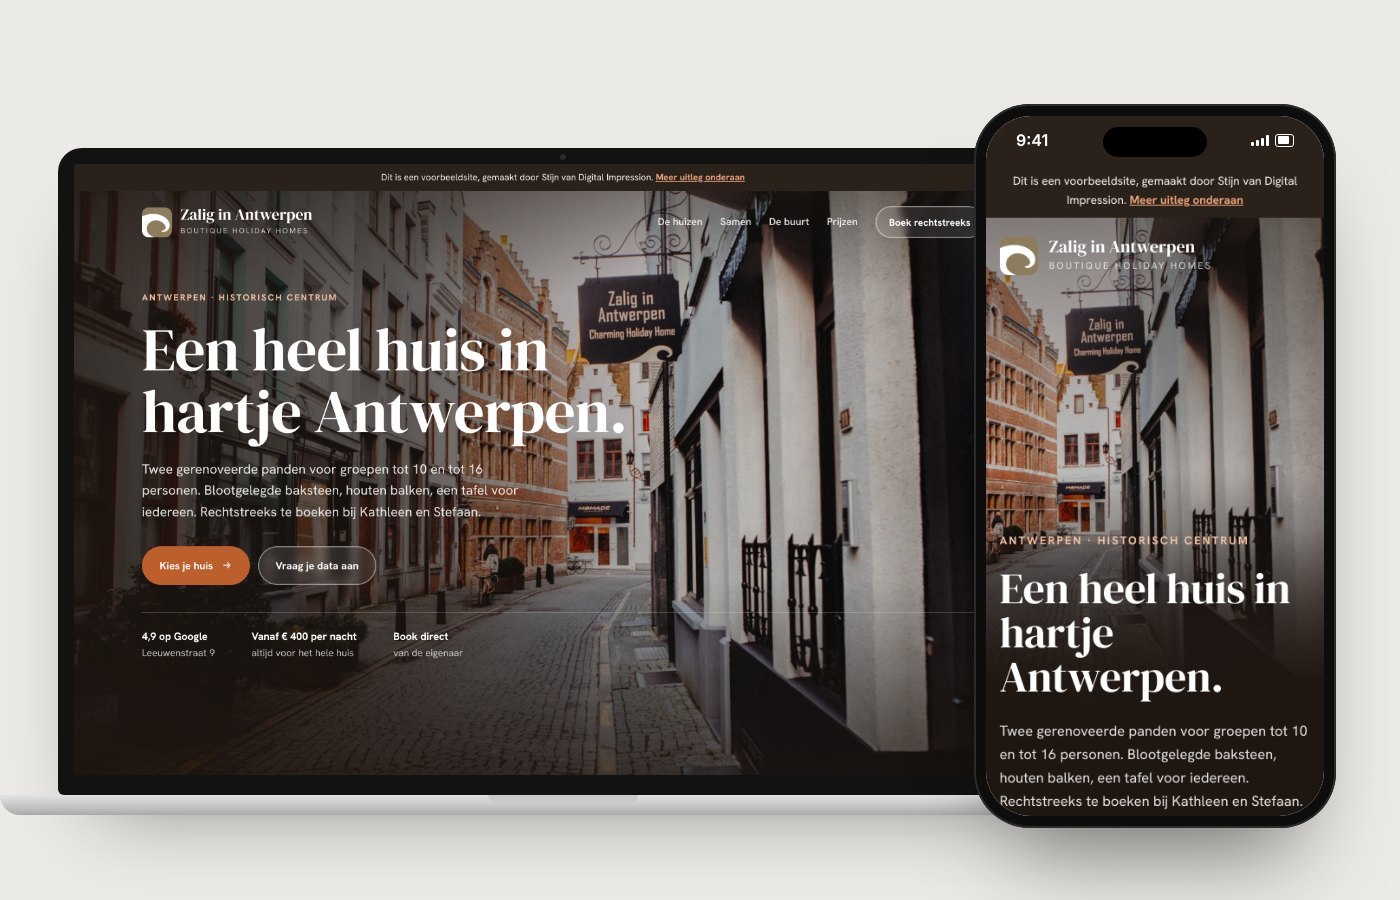 Dit is een voorbeeldsite, gemaakt door Stijn van Digital Impression. Meer uitleg onderaan
Zalig in Antwerpen
BOUTIQUE HOLIDAY HOMES
De huizen Samen De buurt Prijzen Boek rechtstreeks
ANTWERPEN · HISTORISCH CENTRUM
Een heel huis in
hartje Antwerpen.
Twee gerenoveerde panden voor groepen tot 10 en tot 16
personen. Blootgelegde baksteen, houten balken, een tafel voor
iedereen. Rechtstreeks te boeken bij Kathleen en Stefaan.
Kies je huis →
Vraag je data aan
4,9 op Google
Leeuwenstraat 9
Vanaf € 400 per nacht
altijd voor het hele huis
Book direct
van de eigenaar
Zalig in
Antwerpen
Charming Holiday Home
NOMADE
9:41
Dit is een voorbeeldsite, gemaakt door Stijn van Digital
Impression. Meer uitleg onderaan
Zalig in Antwerpen
BOUTIQUE HOLIDAY HOMES
Zalig in
Antwerpen
Charming Holiday Home
NOMADE
ANTWERPEN · HISTORISCH CENTRUM
Een heel huis in
hartje
Antwerpen.
Twee gerenoveerde panden voor groepen tot 10
en tot 16 personen. Blootgelegde baksteen,
houten balken, een tafel voor iedereen.
Rechtstreeks te boeken bij Kathleen en Stefaan.